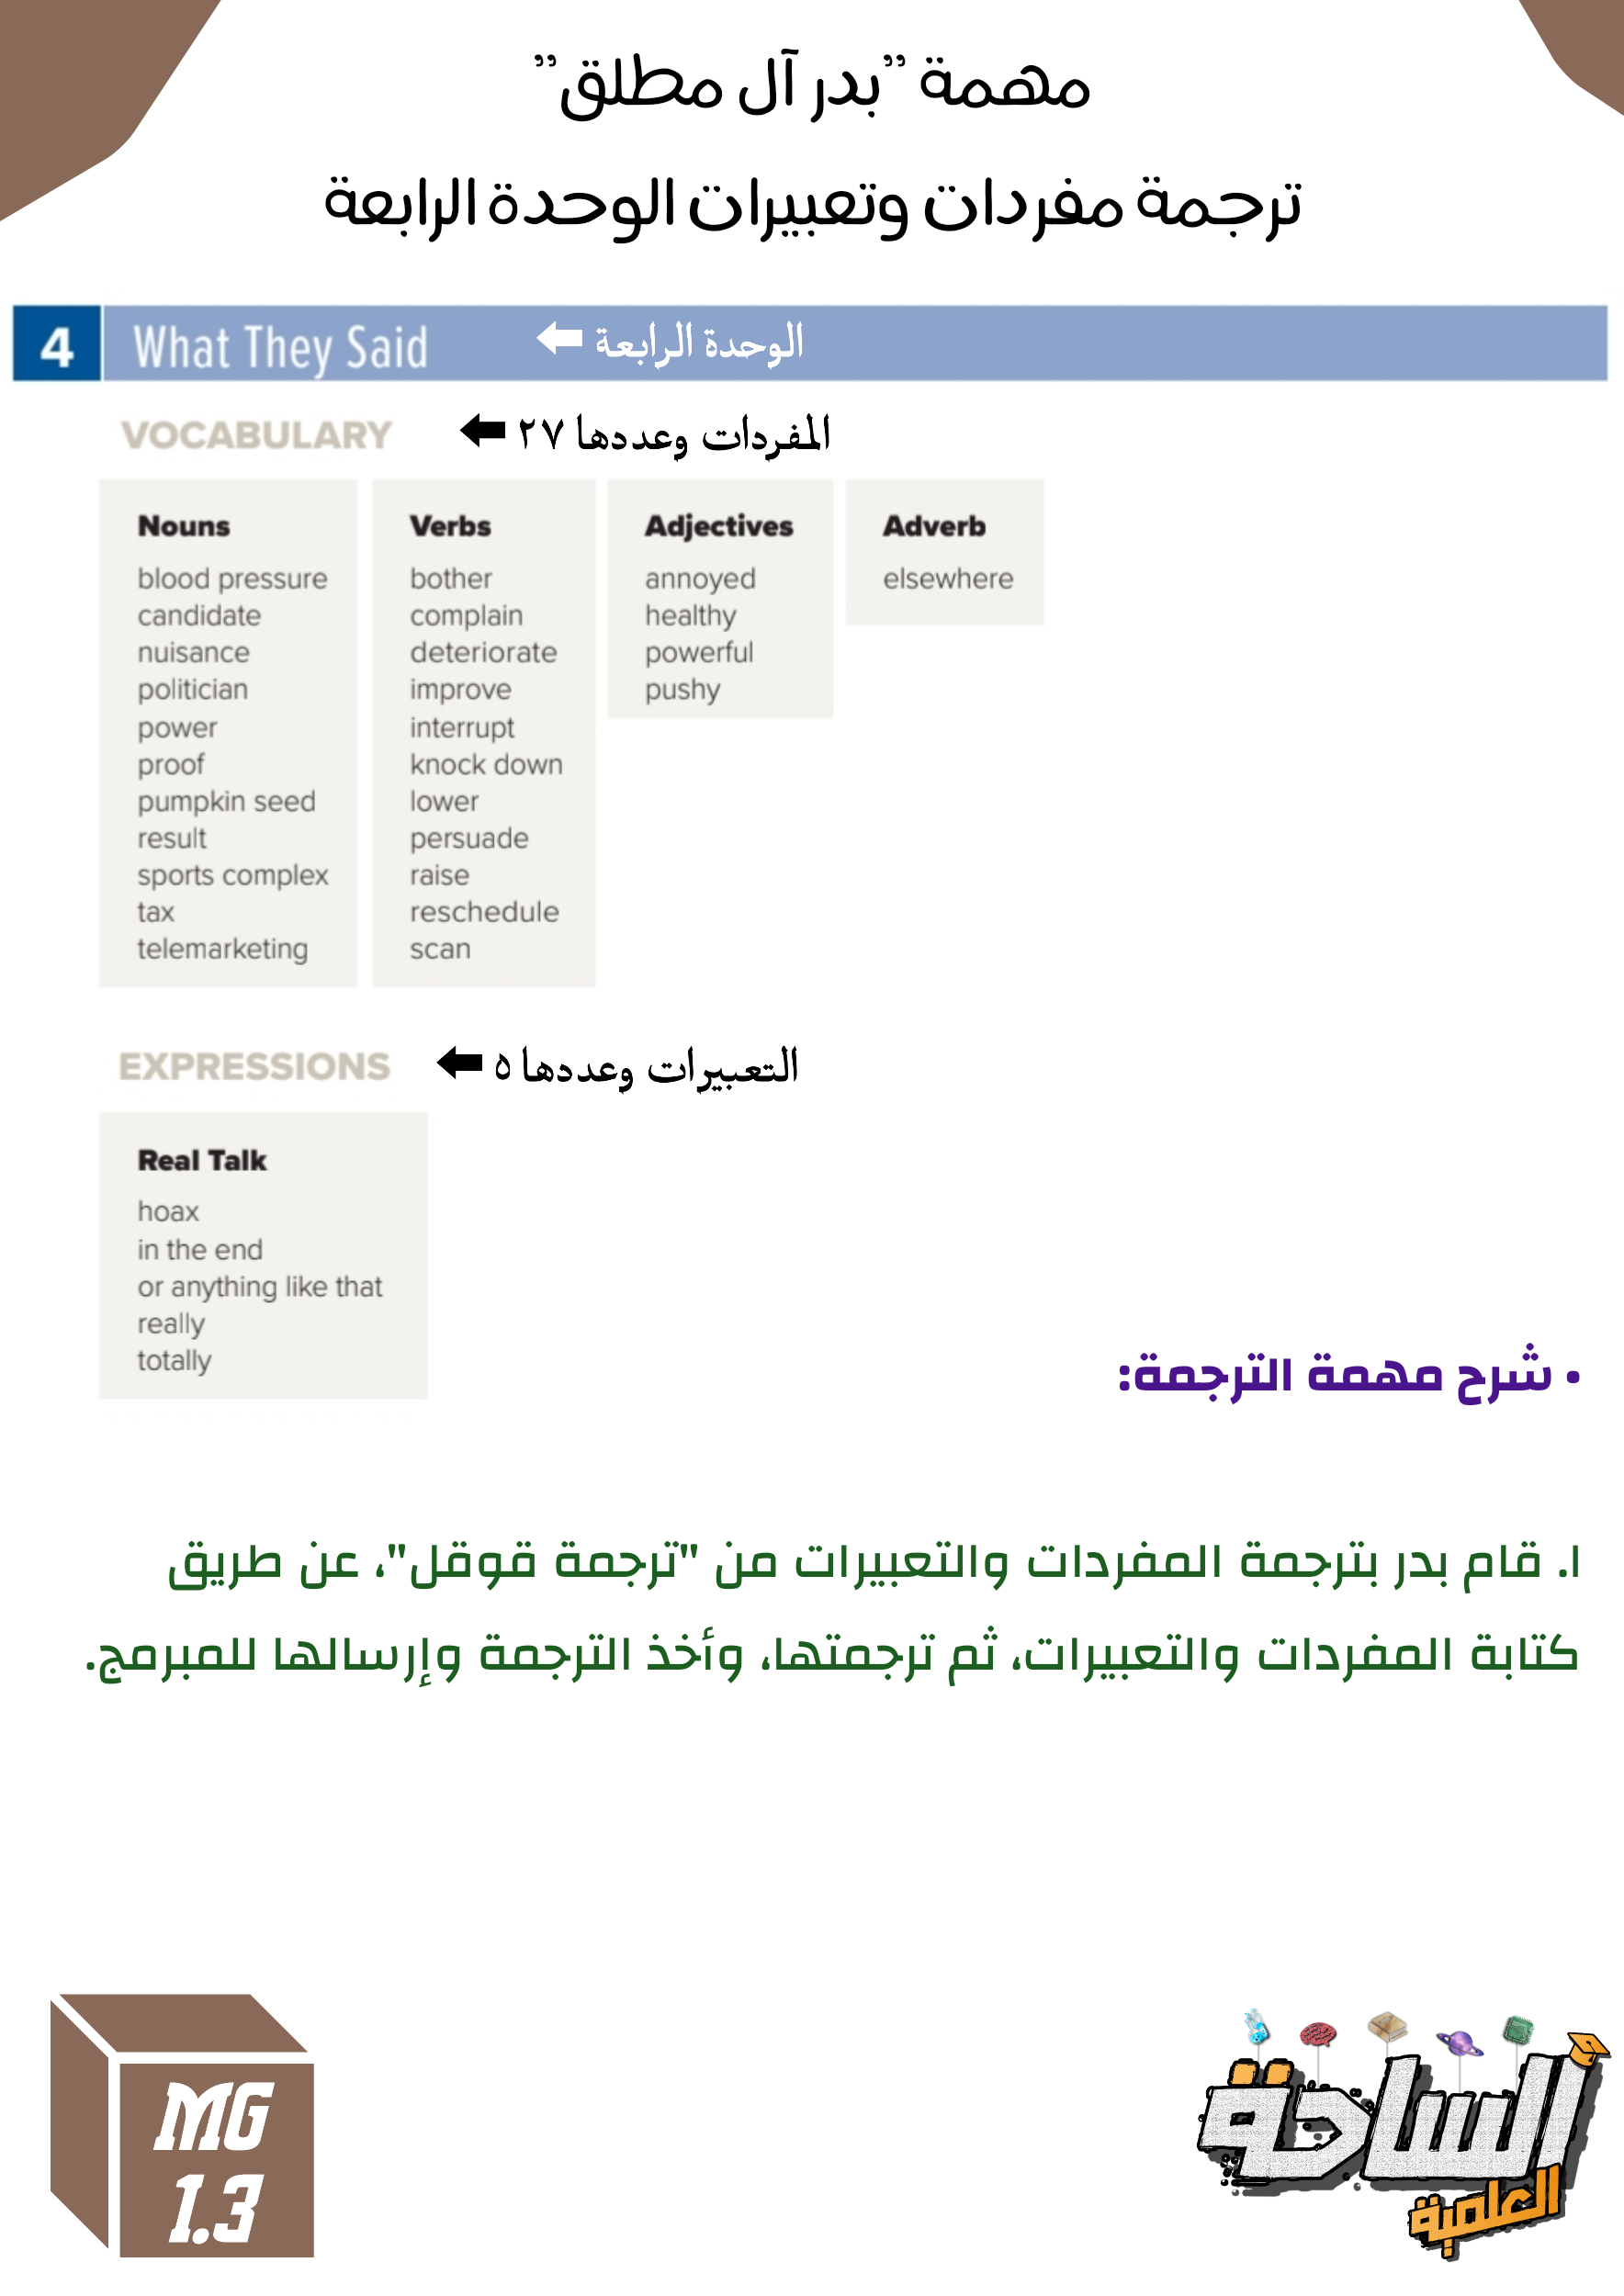 مهمة ”بدر آل مطلق”
ترجمة مفردات وتعبيرات الوحدة الرابعة
4 What They Said الوحدة الرابعة
VOCABULARY المفردات وعددها ٢٧
Nouns
blood pressure
candidate
nuisance
politician
power
proof
pumpkin seed
result
sports complex
tax
telemarketing
Verbs
bother
complain
deteriorate
improve
interrupt
knock down
lower
persuade
raise
reschedule
scan
Adjectives
annoyed
healthy
powerful
pushy
Adverb
elsewhere
EXPRESSIONS التعبيرات وعددها ٥
Real Talk
hoax
in the end
or anything like that
really
totally
• شرح مهمة الترجمة:
١. قام بدر بترجمة المفردات والتعبيرات من "ترجمة قوقل"، عن طريق
كتابة المفردات والتعبيرات، ثم ترجمتها، وأخذ الترجمة وإرسالها للمبرمج.
MG
1.3
الساحة
العلمية